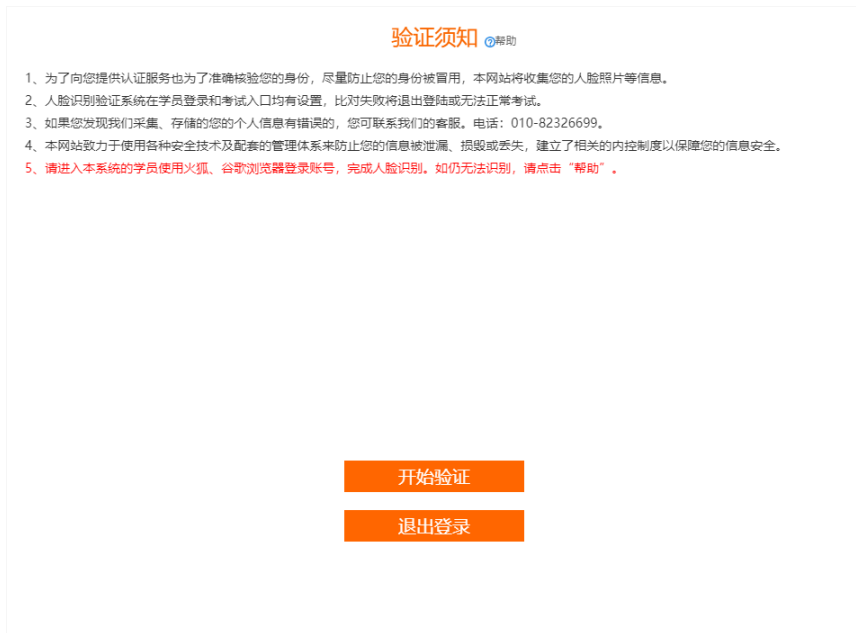 验证须知 ?帮助
1、为了向您提供认证服务也为了准确核验您的身份，尽量防止您的身份被冒用，本网站将收集您的人脸照片等信息。
2、人脸识别验证系统在学员登录和考试入口均有设置，比对失败将退出登陆或无法正常考试。
3、如果您发现我们采集、存储的您的个人信息有错误的，您可联系我们的客服。电话：010-82326699。
4、本网站致力于使用各种安全技术及配套的管理体系来防止您的信息被泄漏、损毁或丢失，建立了相关的内控制度以保障您的信息安全。
5、请进入本系统的学员使用火狐、谷歌浏览器登录账号，完成人脸识别。如仍无法识别，请点击“帮助”。
开始验证
退出登录